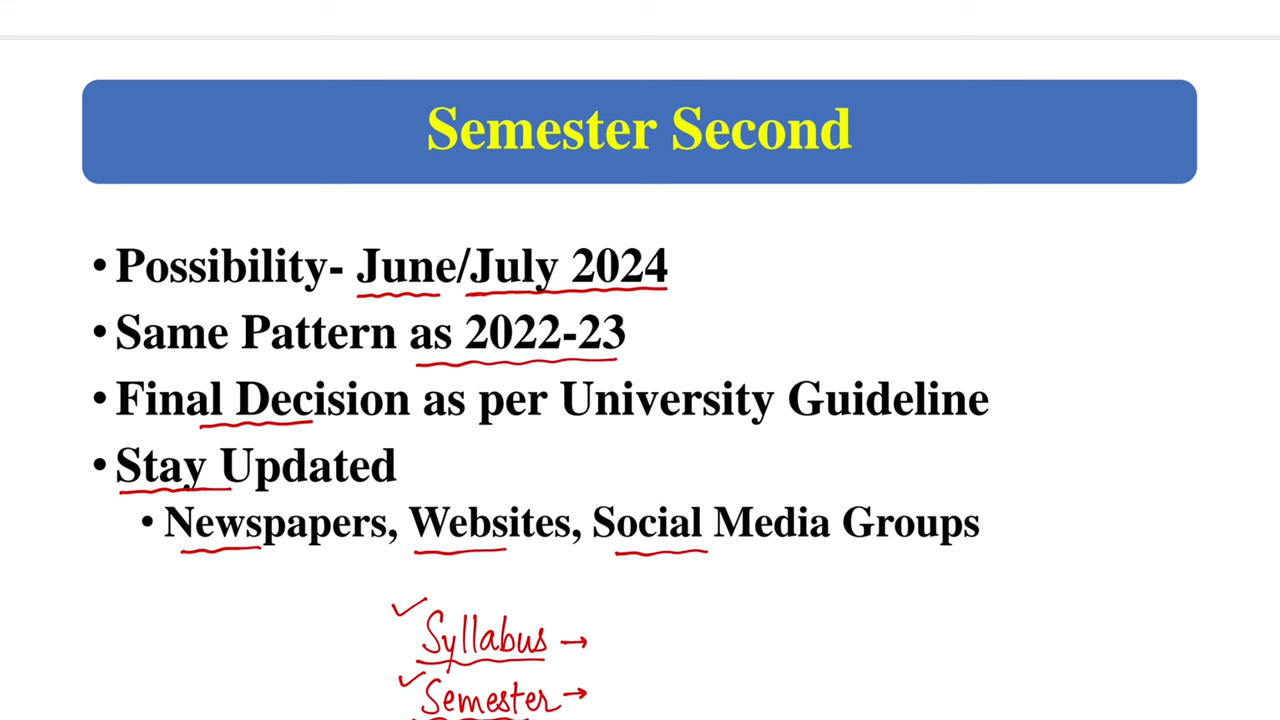 Semester Second
• Possibility- June/July 2024
• Same Pattern as 2022-23
• Final Decision as per University Guideline
• Stay Updated
• Newspapers, Websites, Social Media Groups
✓ Syllabus →
✓ Semester →